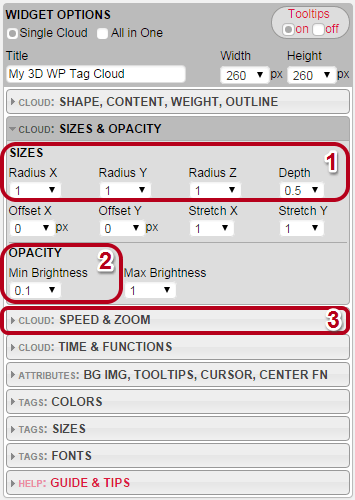 WIDGET OPTIONS
Tooltips
Single Cloud All in One
on off
Title Width Height
My 3D WP Tag Cloud 260 px 260 px
CLOUD: SHAPE, CONTENT, WEIGHT, OUTLINE
CLOUD: SIZES & OPACITY
SIZES 1
Radius X Radius Y Radius Z Depth
1 1 1 0.5
Offset X Offset Y Stretch X Stretch Y
0 px 0 px 1 1
OPACITY 2
Min Brightness Max Brightness
0.1 1
CLOUD: SPEED & ZOOM 3
CLOUD: TIME & FUNCTIONS
ATTRIBUTES: BG IMG, TOOLTIPS, CURSOR, CENTER FN
TAGS: COLORS
TAGS: SIZES
TAGS: FONTS
HELP: GUIDE & TIPS